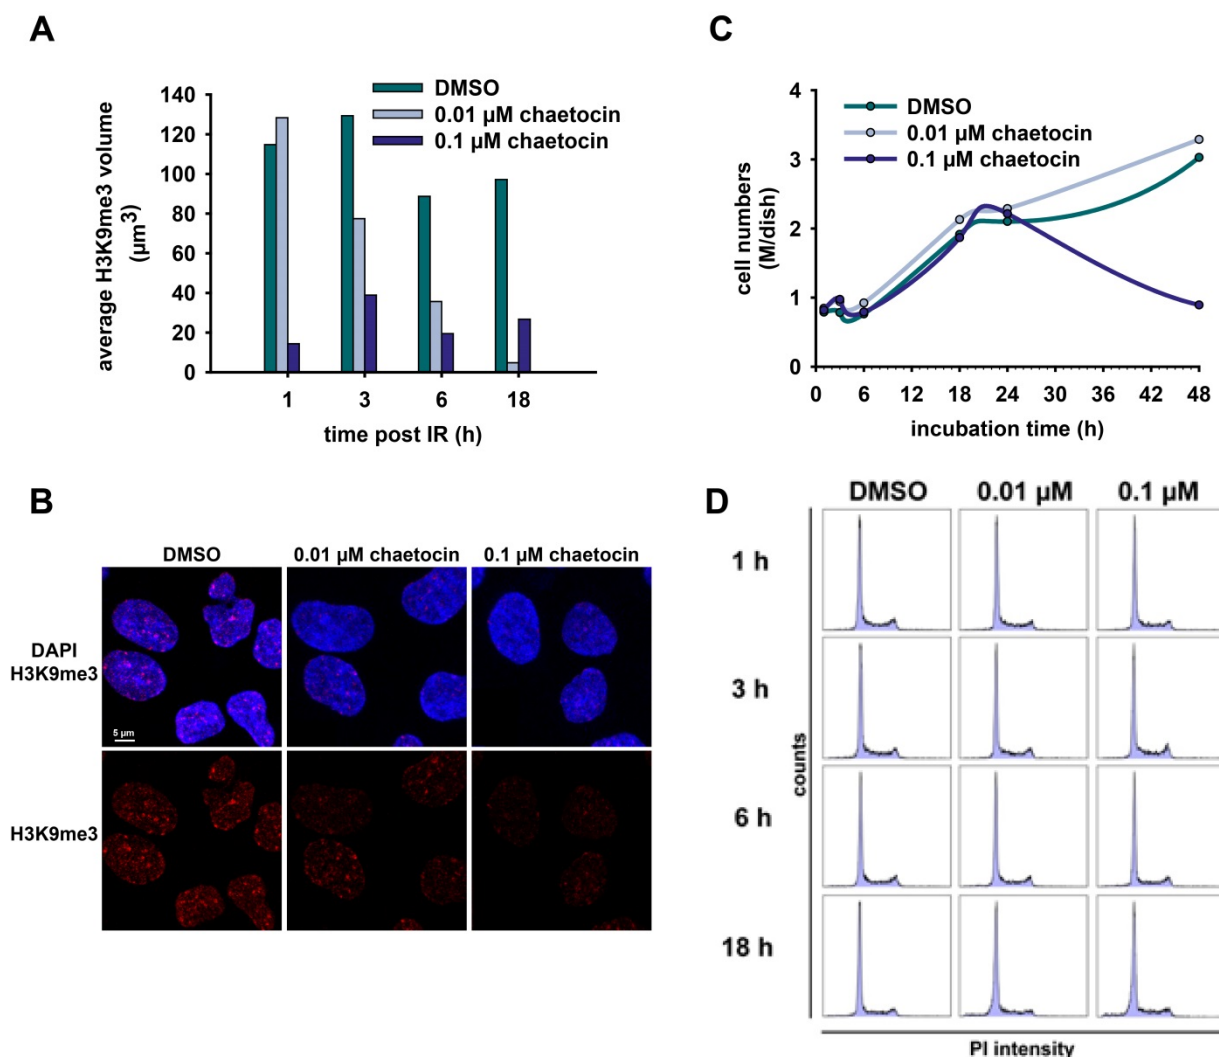 A
DMSO
0.01 µM chaetocin
0.1 µM chaetocin
average H3K9me3 volume
(µm³)
140
120
100
80
60
40
20
0
1 3 6 18
time post IR (h)
C
DMSO
0.01 µM chaetocin
0.1 µM chaetocin
cell numbers
(M/dish)
4
3
2
1
0
0 6 12 18 24 30 36 42 48
incubation time (h)
B
DMSO 0.01 µM chaetocin 0.1 µM chaetocin
DAPI
H3K9me3
5 µm
H3K9me3
D
DMSO 0.01 µM 0.1 µM
1 h
3 h
6 h
18 h
counts
PI intensity